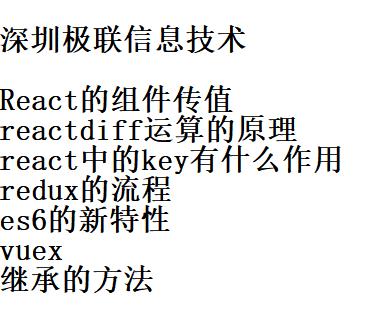 深圳极联信息技术
React的组件传值
reactdiff运算的原理
react中的key有什么作用
redux的流程
es6的新特性
vuex
继承的方法